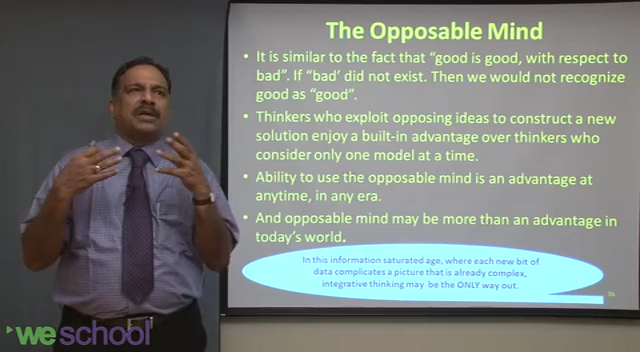 The Opposable Mind
• It is similar to the fact that "good is good, with respect to
bad". If "bad' did not exist. Then we would not recognize
good as "good".
• Thinkers who exploit opposing ideas to construct a new
solution enjoy a built-in advantage over thinkers who
consider only one model at a time.
• Ability to use the opposable mind is an advantage at
anytime, in any era.
• And opposable mind may be more than an advantage in
today's world.
In this information saturated age, where each new bit of
data complicates a picture that is already complex,
integrative thinking may be the ONLY way out.
36
weschool